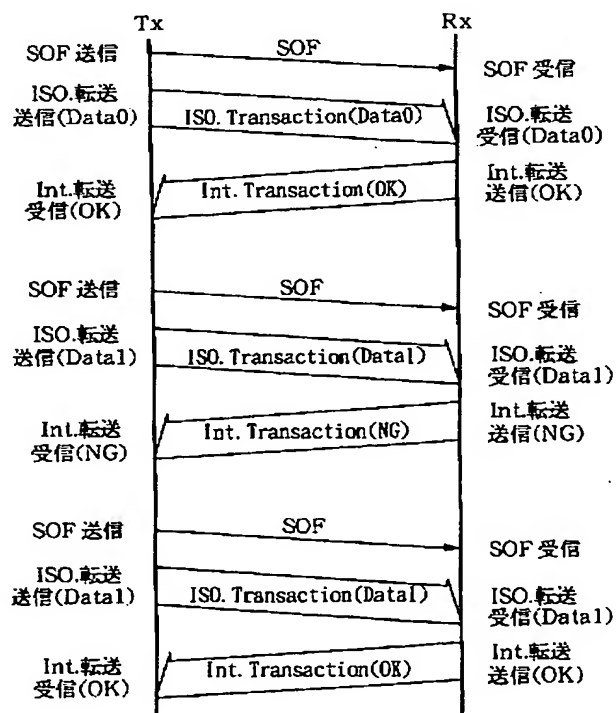 Tx
Rx
SOF 送信
SOF
SOF 受信
ISO.転送
送信(Data0)
ISO.Transaction(Data0)
ISO.転送
受信(Data0)
Int.転送
受信(OK)
Int.Transaction(OK)
Int.転送
送信(OK)
SOF 送信
SOF
SOF 受信
ISO.転送
送信(Data1)
ISO.Transaction(Data1)
ISO.転送
受信(Data1)
Int.転送
受信(NG)
Int.Transaction(NG)
Int.転送
送信(NG)
SOF 送信
SOF
SOF 受信
ISO.転送
送信(Data1)
ISO.Transaction(Data1)
ISO.転送
受信(Data1)
Int.転送
受信(OK)
Int.Transaction(OK)
Int.転送
送信(OK)